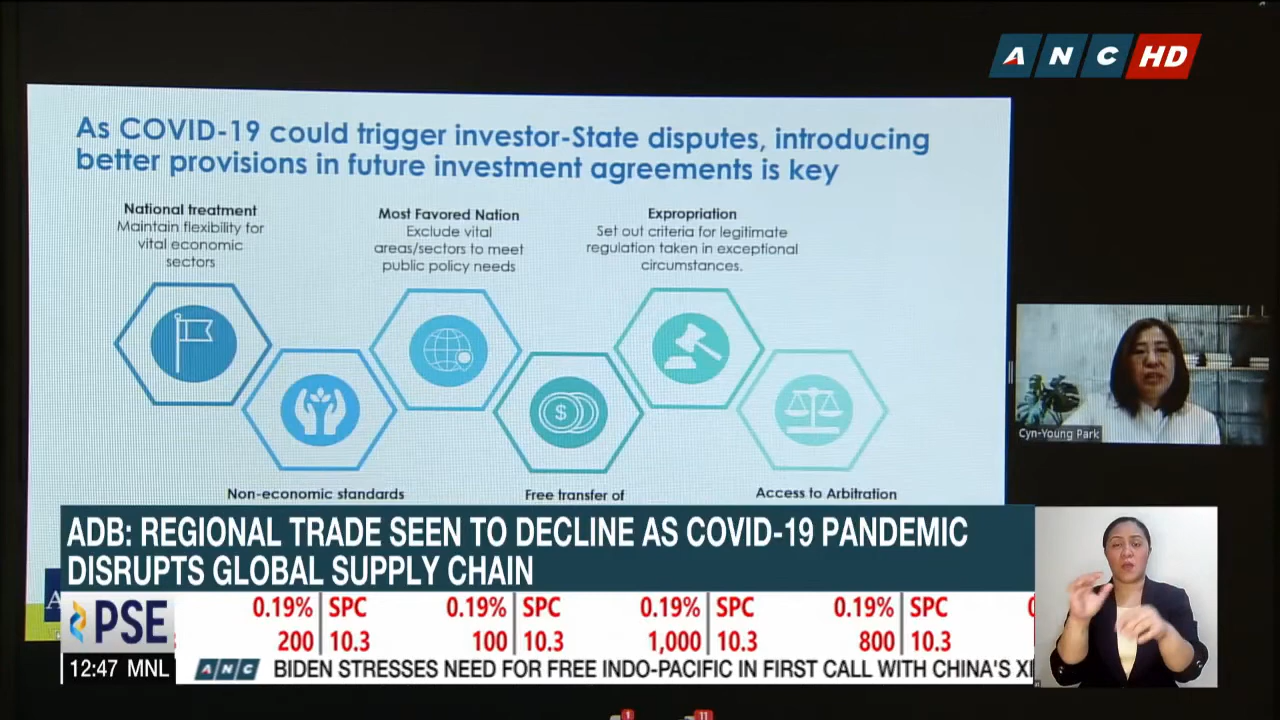 ANC HD
As COVID-19 could trigger investor-State disputes, introducing
better provisions in future investment agreements is key
National treatment
Maintain flexibility for
vital economic
sectors
Most Favored Nation
Exclude vital
areas/sectors to meet
public policy needs
Expropriation
Set out criteria for legitimate
regulation taken in exceptional
circumstances.
$
Non-economic standards
Free transfer of
Access to Arbitration
Cyn-Young Park
ADB: REGIONAL TRADE SEEN TO DECLINE AS COVID-19 PANDEMIC
DISRUPTS GLOBAL SUPPLY CHAIN
PSE
0.19% SPC 0.19% SPC 0.19% SPC 0.19% SPC
200 10.3 100 10.3 1,000 10.3 800 10.3
12:47 MNL
ANC BIDEN STRESSES NEED FOR FREE INDO-PACIFIC IN FIRST CALL WITH CHINA'S XI
1 11